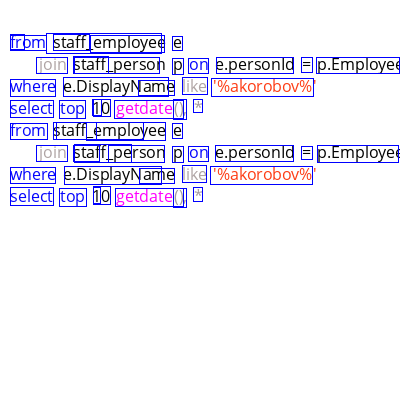 from staff_employee e
join staff_person p on e.personId = p.Employee
where e.DisplayName like '%akorobov%'
select top 10 getdate(), *
from staff_employee e
join staff_person p on e.personId = p.Employee
where e.DisplayName like '%akorobov%'
select top 10 getdate(), *